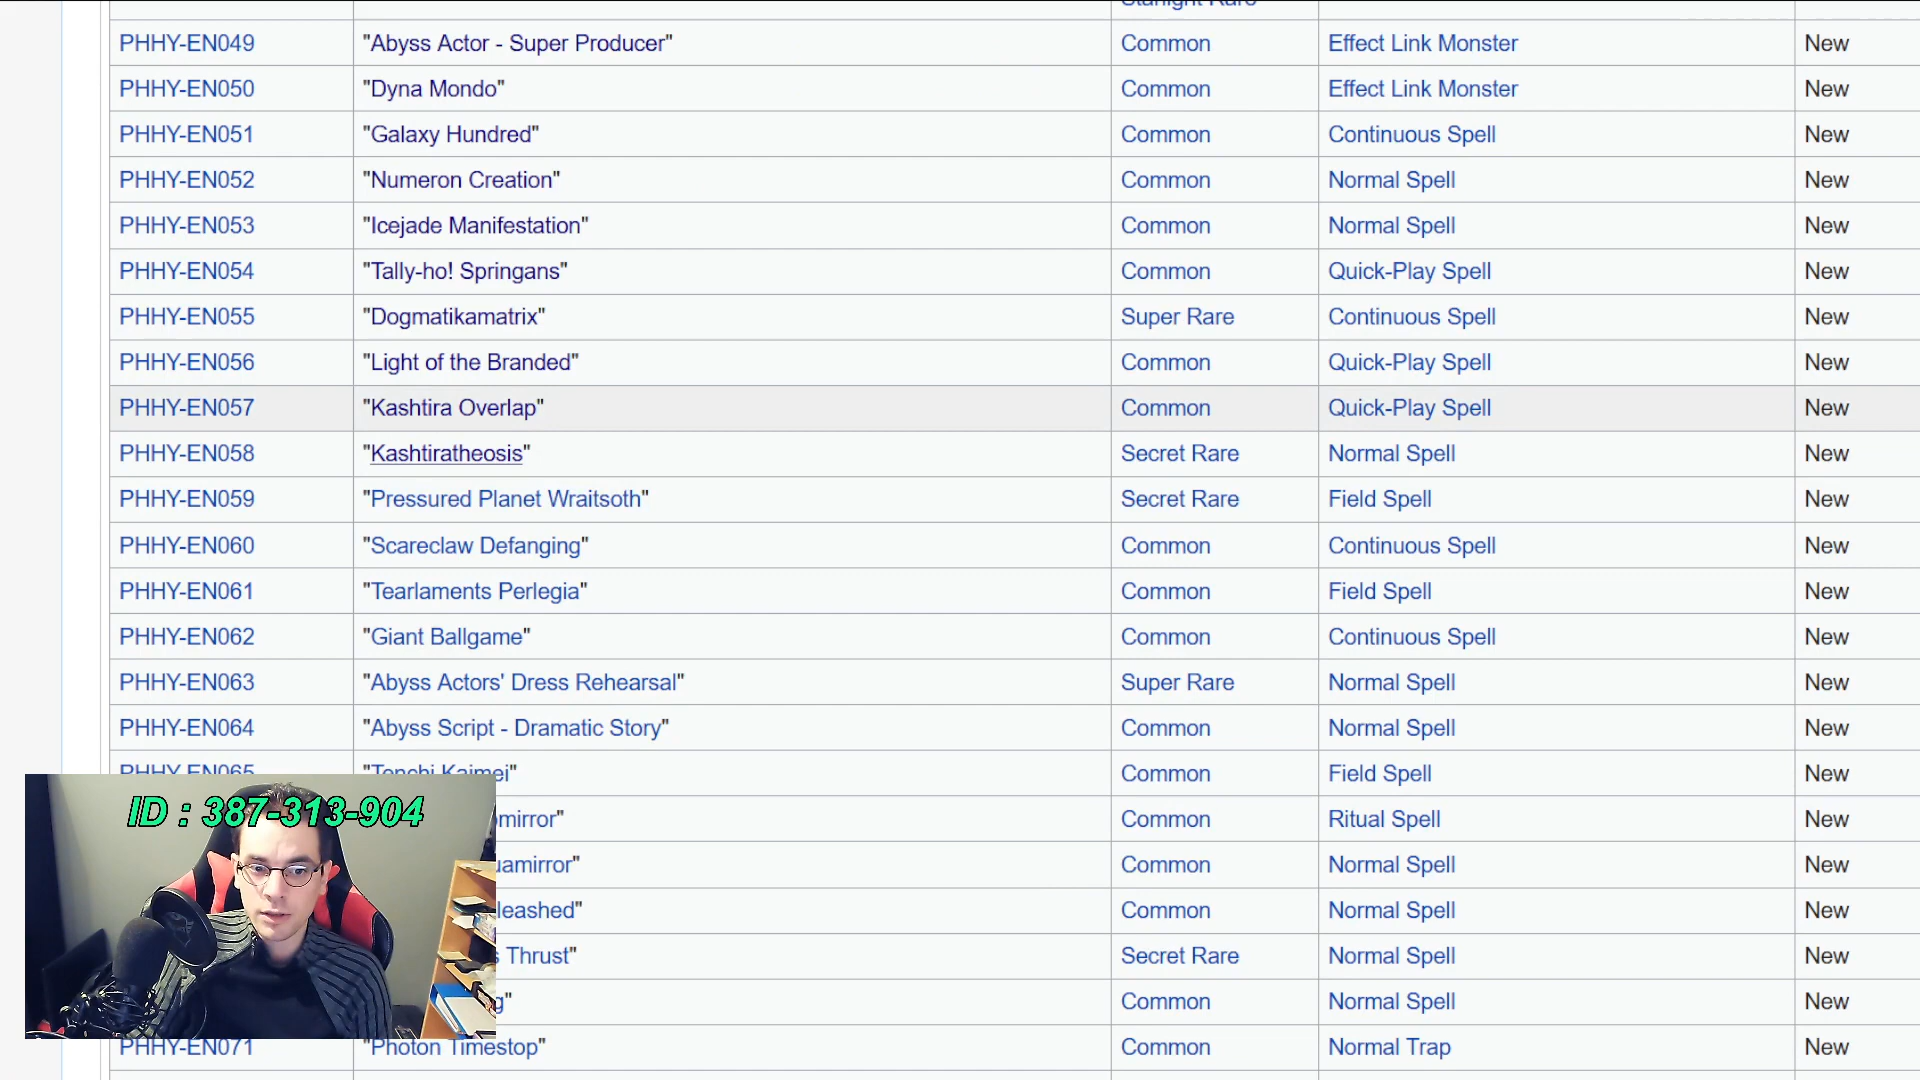 PHHY-EN049 "Abyss Actor - Super Producer" Common Effect Link Monster New
PHHY-EN050 "Dyna Mondo" Common Effect Link Monster New
PHHY-EN051 "Galaxy Hundred" Common Continuous Spell New
PHHY-EN052 "Numeron Creation" Common Normal Spell New
PHHY-EN053 "Icejade Manifestation" Common Normal Spell New
PHHY-EN054 "Tally-ho! Springans" Common Quick-Play Spell New
PHHY-EN055 "Dogmatikamatrix" Super Rare Continuous Spell New
PHHY-EN056 "Light of the Branded" Common Quick-Play Spell New
PHHY-EN057 "Kashtira Overlap" Common Quick-Play Spell New
PHHY-EN058 "Kashtiratheosis" Secret Rare Normal Spell New
PHHY-EN059 "Pressured Planet Wraitsoth" Secret Rare Field Spell New
PHHY-EN060 "Scareclaw Defanging" Common Continuous Spell New
PHHY-EN061 "Tearlaments Perlegia" Common Field Spell New
PHHY-EN062 "Giant Ballgame" Common Continuous Spell New
PHHY-EN063 "Abyss Actors' Dress Rehearsal" Super Rare Normal Spell New
PHHY-EN064 "Abyss Script - Dramatic Story" Common Normal Spell New
PHHY-EN065 "Tenchi Kaimei" Common Field Spell New
ID : 387-313-904
Common Ritual Spell New
Common Normal Spell New
Common Normal Spell New
Thrust" Secret Rare Normal Spell New
Common Normal Spell New
PHHY-EN071 "Photon Timestop" Common Normal Trap New